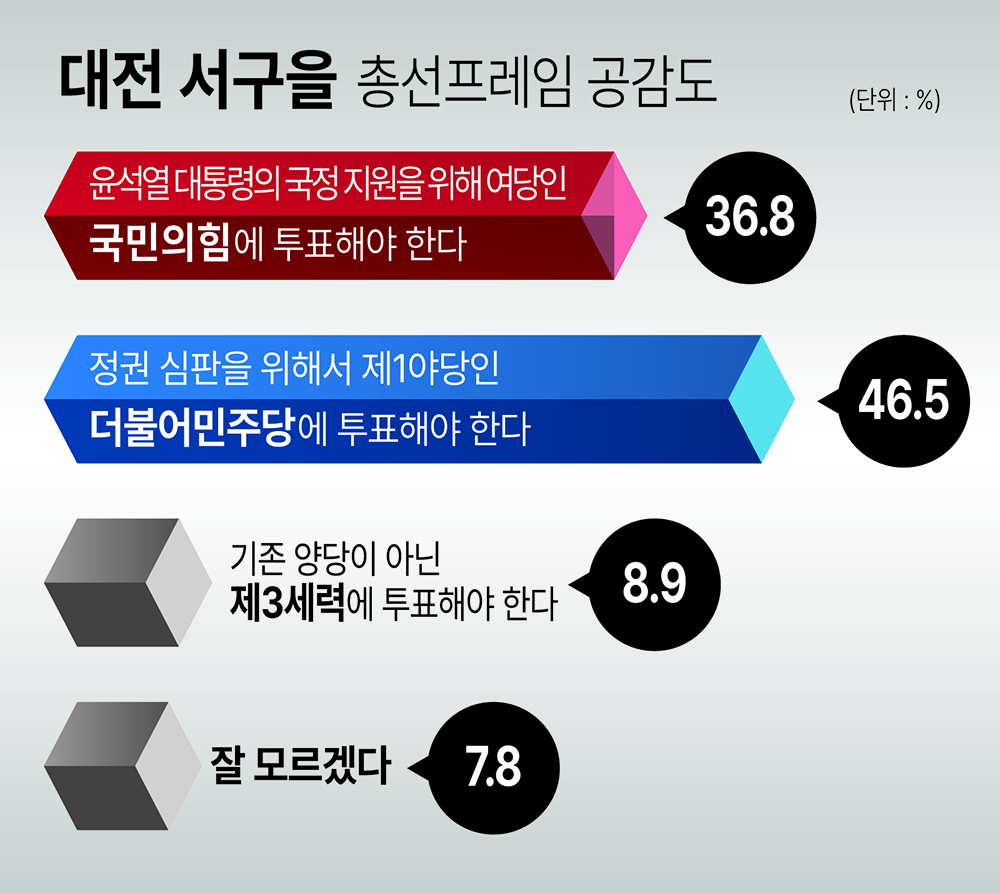 대전 서구을 총선프레임 공감도
(단위 : %)
윤석열 대통령의 국정 지원을 위해 여당인
국민의힘에 투표해야 한다
36.8
정권 심판을 위해서 제1야당인
더불어민주당에 투표해야 한다
46.5
기존 양당이 아닌
제3세력에 투표해야 한다
8.9
잘 모르겠다
7.8